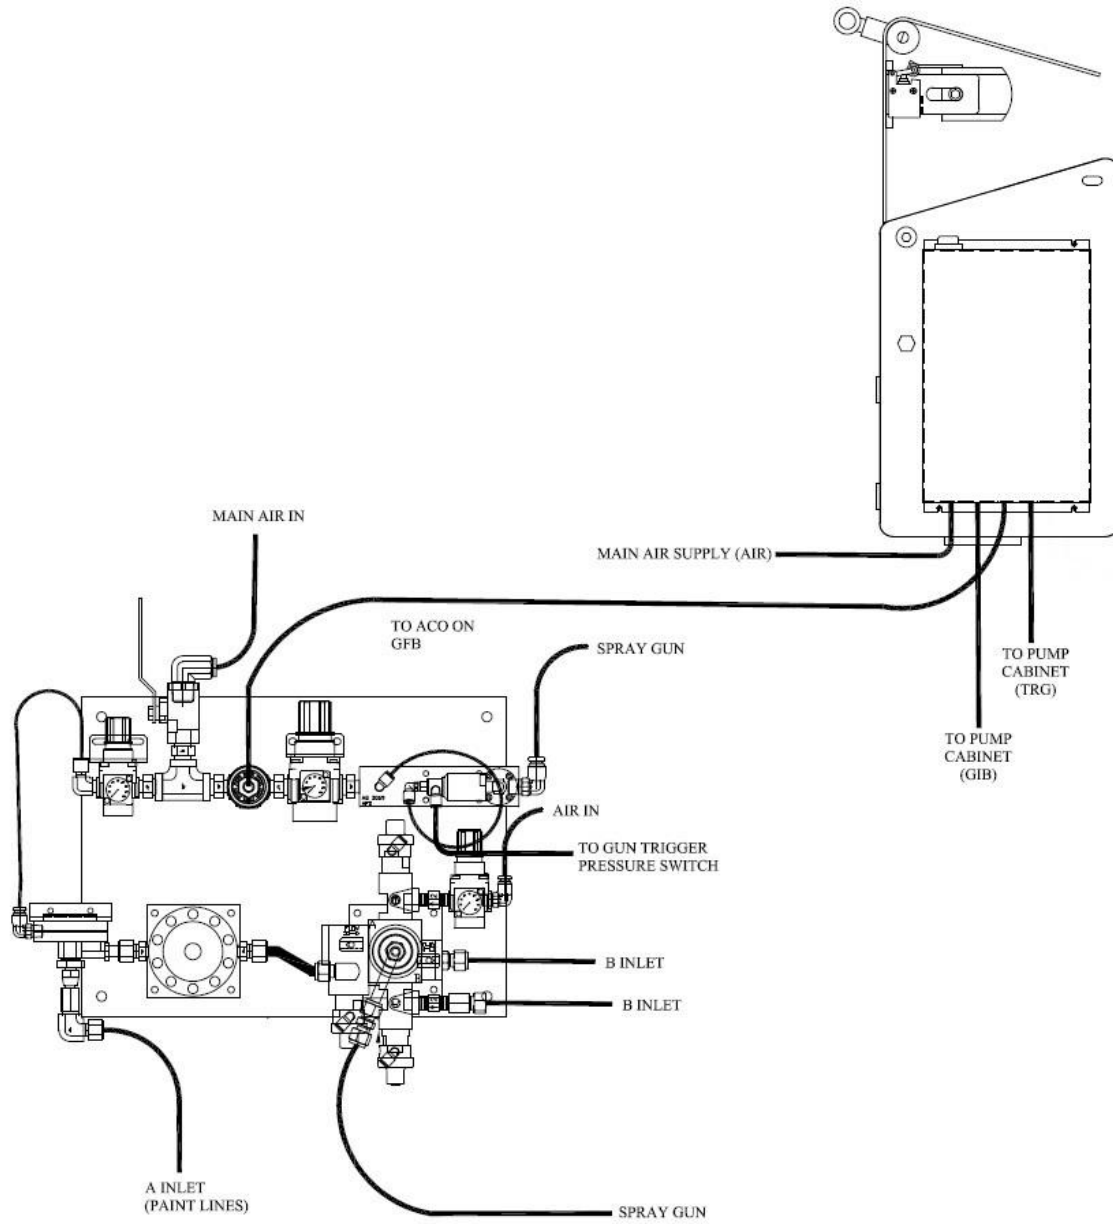 MAIN AIR IN
MAIN AIR SUPPLY (AIR)
TO ACO ON
GFB
SPRAY GUN
TO PUMP
CABINET
(TRG)
TO PUMP
CABINET
(GIB)
AIR IN
TO GUN TRIGGER
PRESSURE SWITCH
B INLET
B INLET
A INLET
(PAINT LINES)
SPRAY GUN